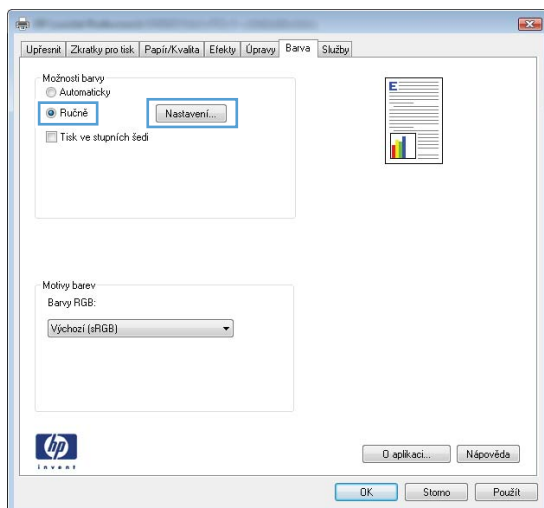 Upřesnit Zkratky pro tisk Papír/Kvalita Efekty Úpravy Barva Služby
Možnosti barvy
Automaticky
Ručně Nastavení...
Tisk ve stupních šedi
E
Motivy barev
Barvy RGB:
Výchozí (sRGB)
hp
invent
O aplikaci... Nápověda
OK Storno Použít